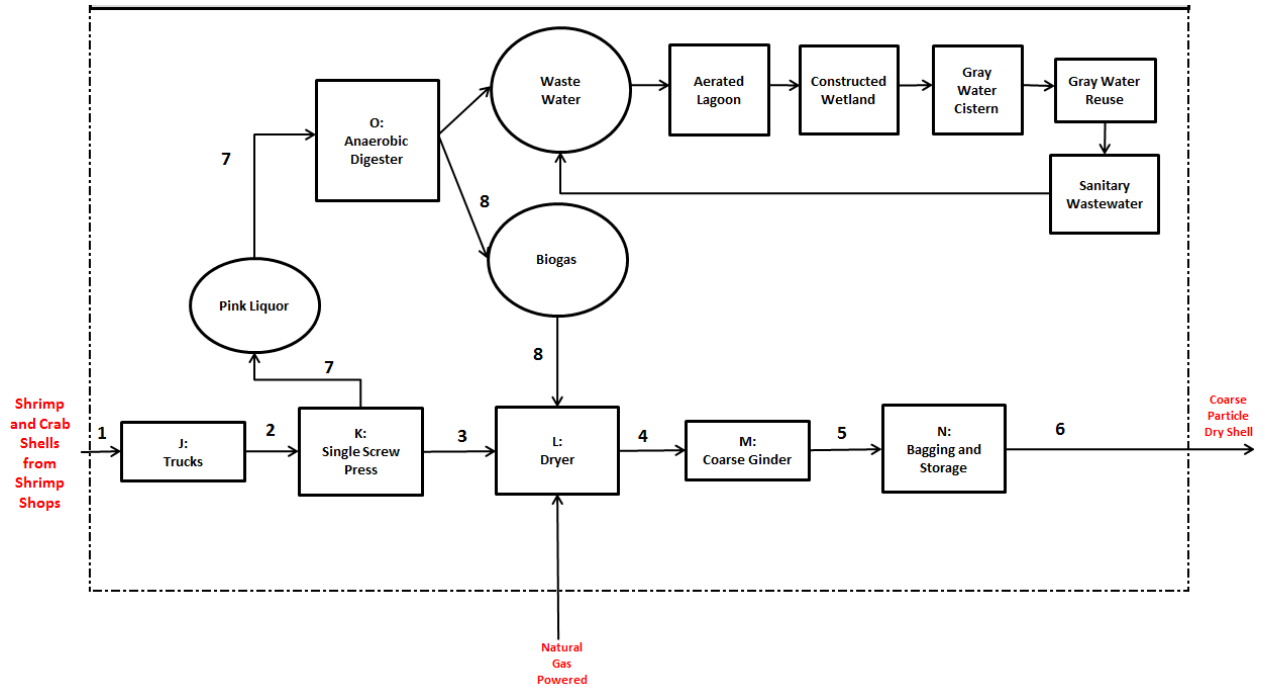 Waste
Water
Aerated
Lagoon
Constructed
Wetland
Gray
Water
Cistern
Gray Water
Reuse
O:
Anaerobic
Digester
7
8
Sanitary
Wastewater
Biogas
Pink Liquor
7
8
Shrimp
and Crab
Shells
from
Shrimp
Shops
1
J:
Trucks
2
K:
Single Screw
Press
3
L:
Dryer
4
M:
Coarse Ginder
5
N:
Bagging and
Storage
6
Coarse
Particle
Dry Shell
Natural
Gas
Powered